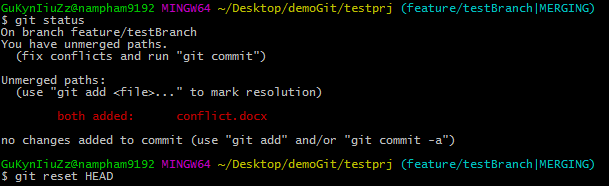 GuKynIiuZz@nampham9192 MINGW64 ~/Desktop/demoGit/testprj (feature/testBranch|MERGING)
$ git status
On branch feature/testBranch
You have unmerged paths.
  (fix conflicts and run "git commit")

Unmerged paths:
  (use "git add <file>..." to mark resolution)

        both added:      conflict.docx

no changes added to commit (use "git add" and/or "git commit -a")

GuKynIiuZz@nampham9192 MINGW64 ~/Desktop/demoGit/testprj (feature/testBranch|MERGING)
$ git reset HEAD